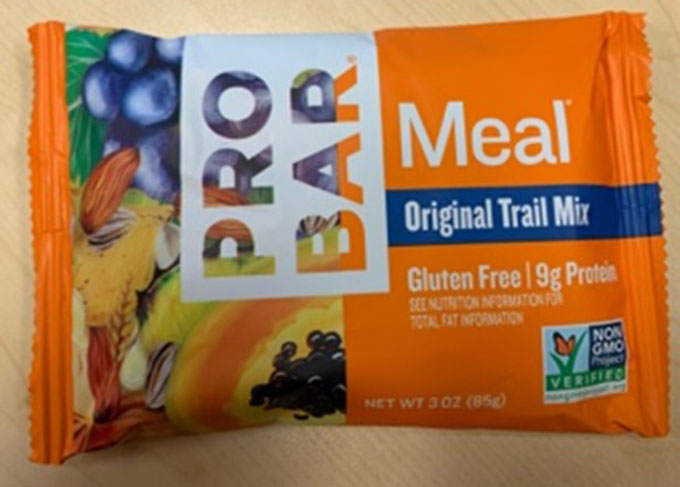 PRO
BAR®
Meal®
Original Trail Mix
Gluten Free | 9g Protein
SEE NUTRITION INFORMATION FOR
TOTAL FAT INFORMATION
NET WT 3 OZ (85g)
NON
GMO
Project
VERIFIED
nongmoproject.org